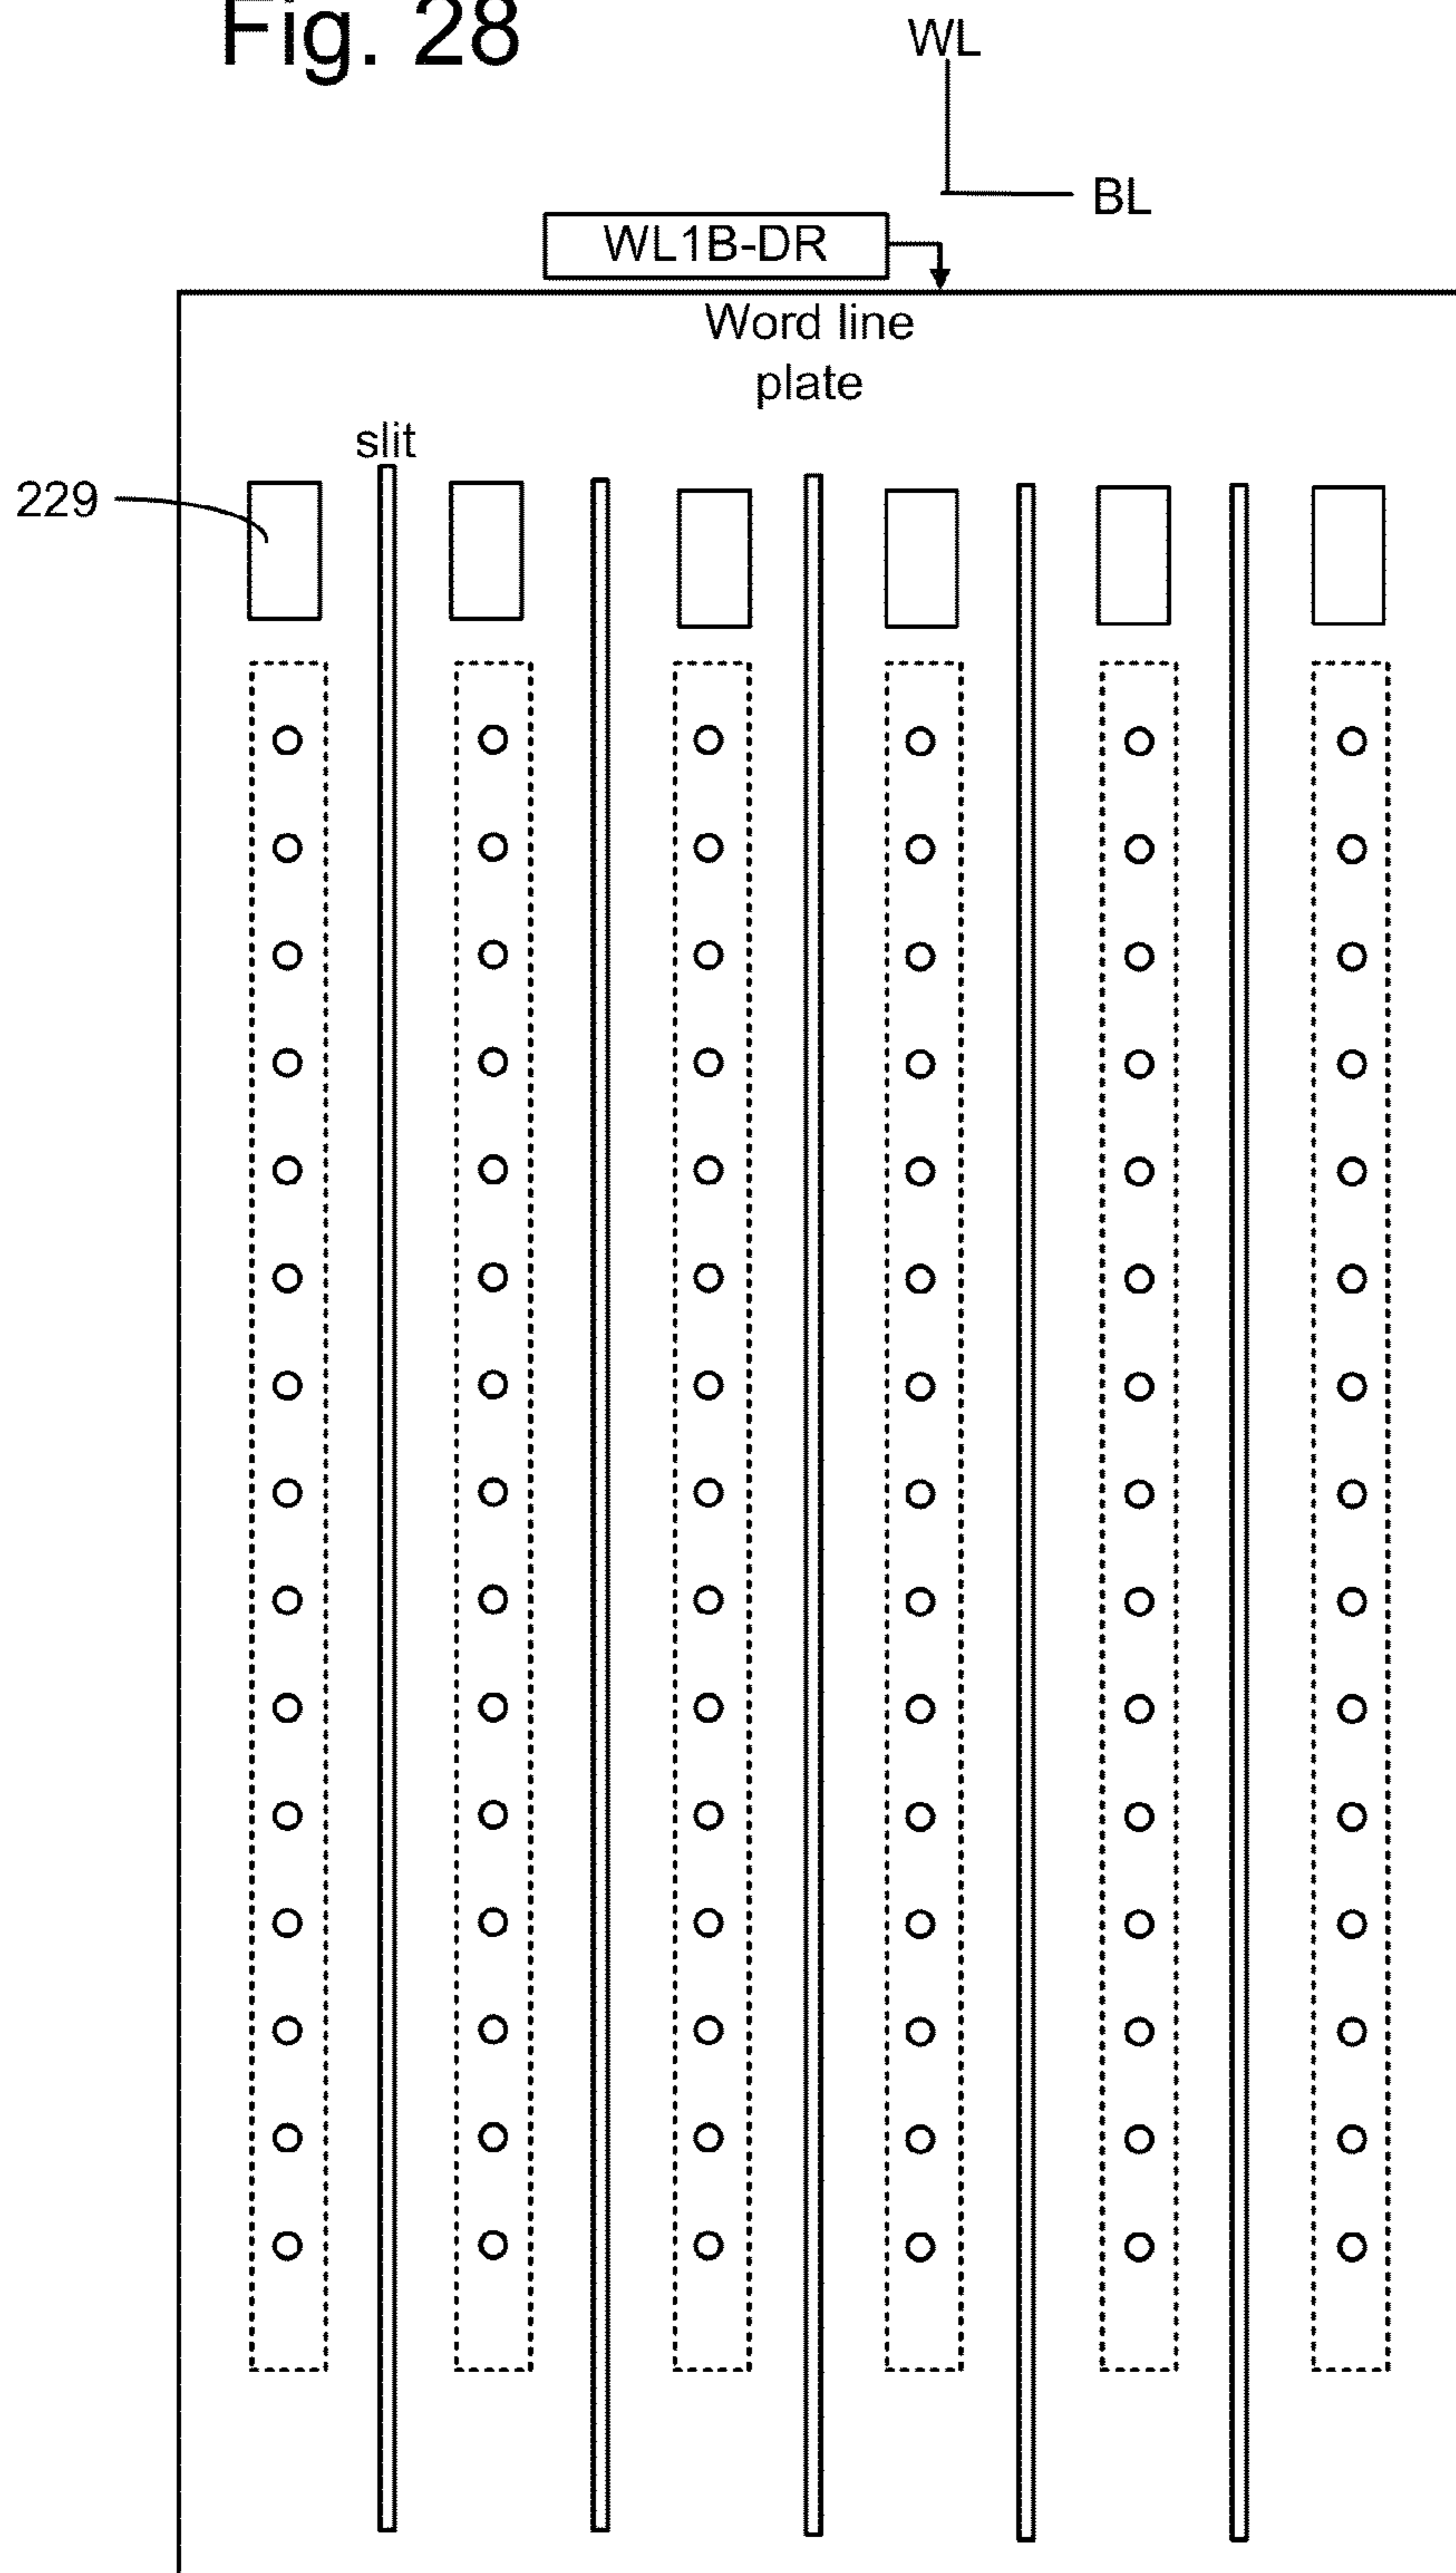 Fig. 28
WL
BL
WL1B-DR
Word line
plate
slit
229